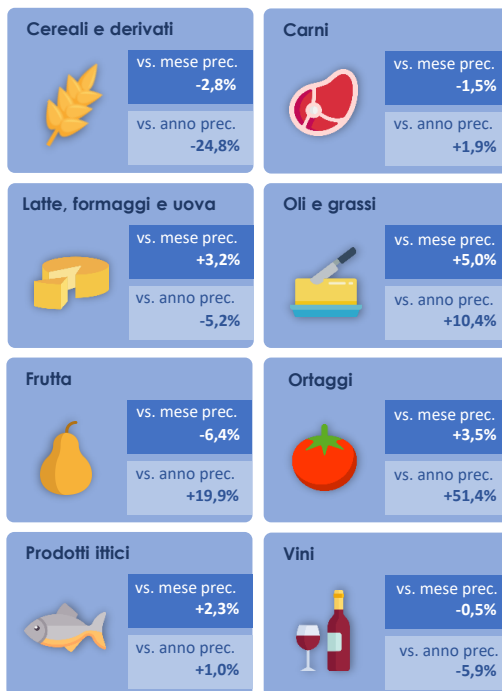 Cereali e derivati
vs. mese prec.
-2,8%
vs. anno prec.
-24,8%
Carni
vs. mese prec.
-1,5%
vs. anno prec.
+1,9%
Latte, formaggi e uova
vs. mese prec.
+3,2%
vs. anno prec.
-5,2%
Oli e grassi
vs. mese prec.
+5,0%
vs. anno prec.
+10,4%
Frutta
vs. mese prec.
-6,4%
vs. anno prec.
+19,9%
Ortaggi
vs. mese prec.
+3,5%
vs. anno prec.
+51,4%
Prodotti ittici
vs. mese prec.
+2,3%
vs. anno prec.
+1,0%
Vini
vs. mese prec.
-0,5%
vs. anno prec.
-5,9%